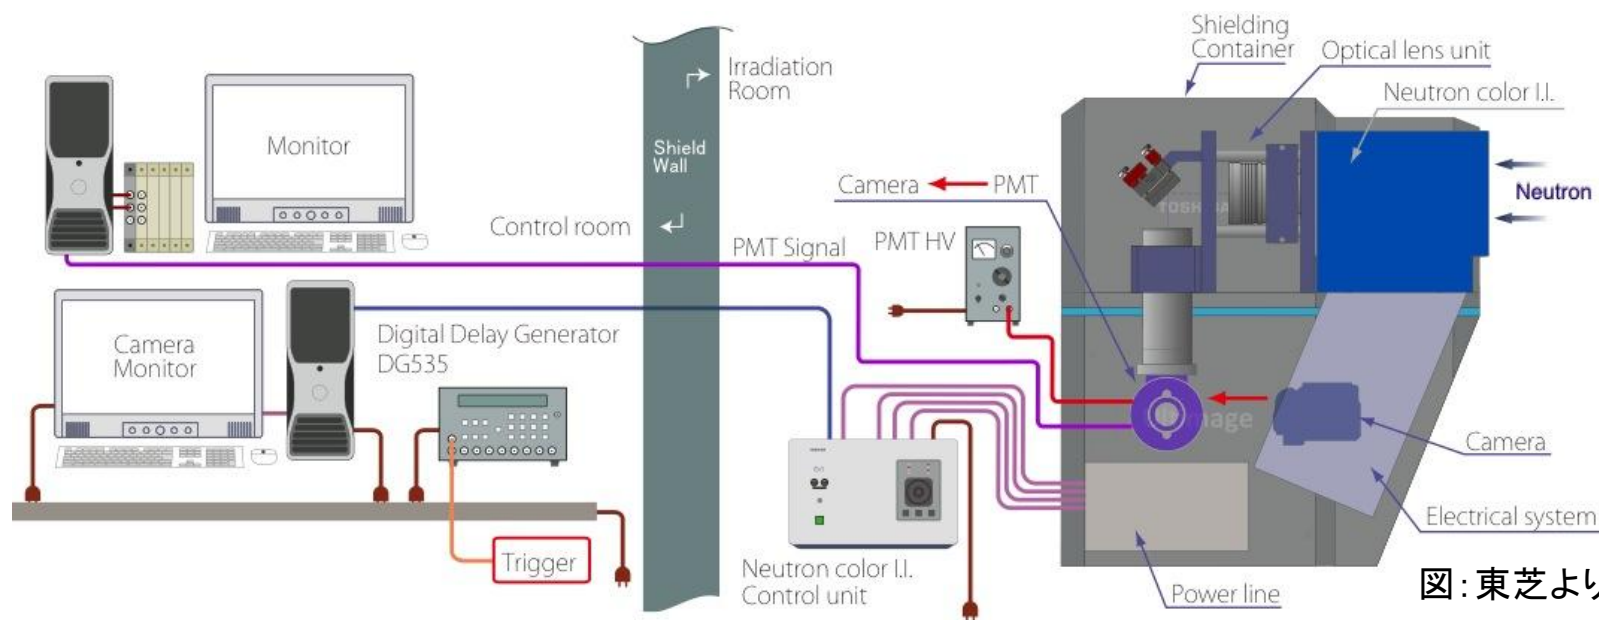 Shielding
Container
Optical lens unit
Neutron color I.I.
Irradiation
Room
Monitor
Shield
Wall
Camera ← PMT
TOSHIBA
Neutron
Control room
PMT Signal
PMT HV
Camera
Monitor
Digital Delay Generator
DG535
Camera
Electrical system
Trigger
Neutron color I.I.
Control unit
Power line
図：東芝より